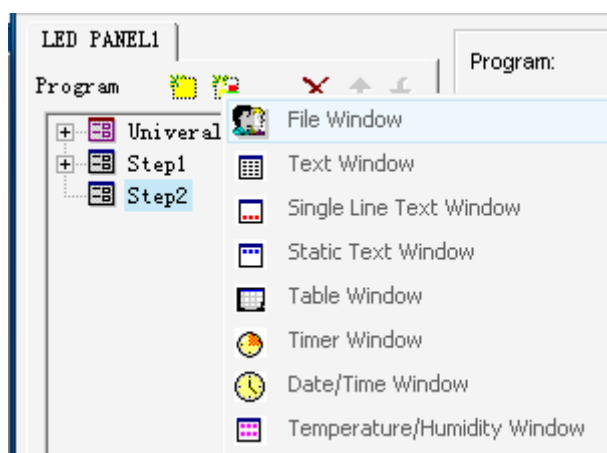 LED PANEL1
Program:
Program
Univeral
Step1
Step2
File Window
Text Window
Single Line Text Window
Static Text Window
Table Window
Timer Window
Date/Time Window
Temperature/Humidity Window